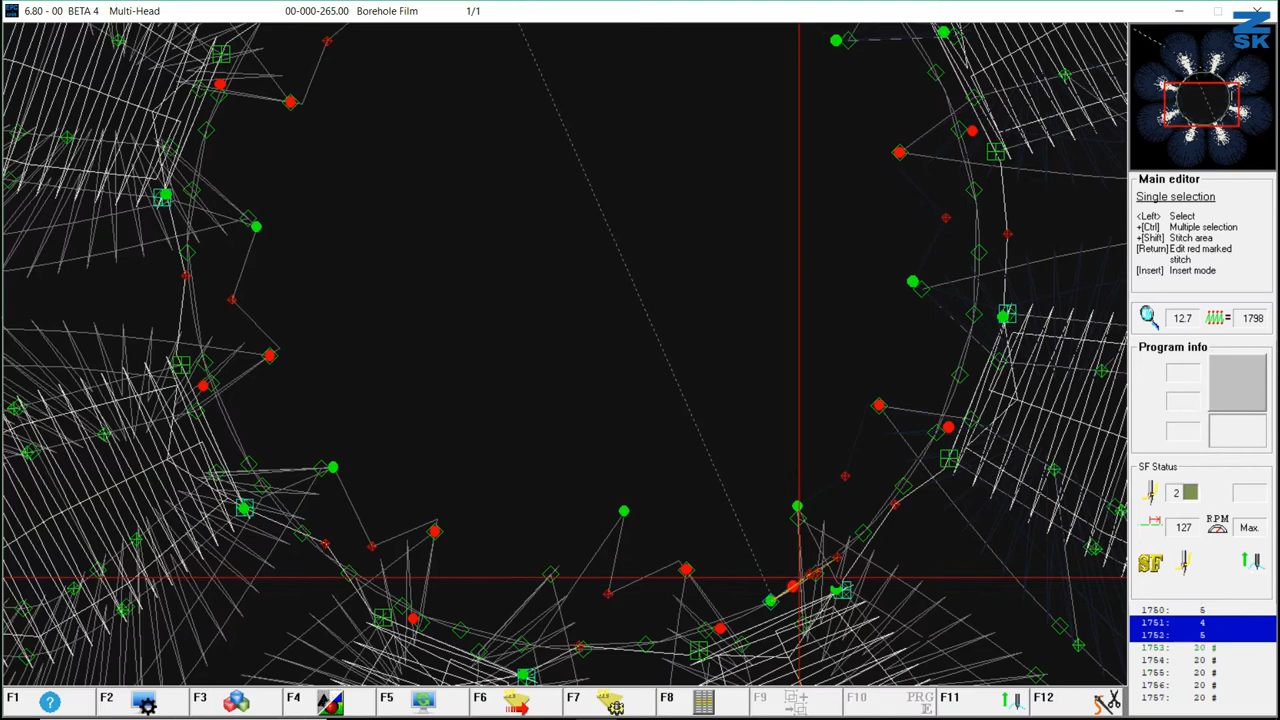 6.80 - 00 BETA 4 Multi-Head 00-000-265.00 Borehole Film 1/1
ZSK
Main editor
Single selection
<Left> Select
+[Ctrl] Multiple selection
+[Shift] Stitch area
[Return] Edit red marked
stitch
[Insert] Insert mode
12.7 1798
Program info
SF Status
2
127 RPM Max.
SF
1750: 5
1751: 4
1752: 5
1753: 20 #
1754: 20 #
1755: 20 #
1756: 20 #
1757: 20 #
F1 F2 F3 F4 F5 F6 F7 F8 F9 F10 PRG E F11 F12